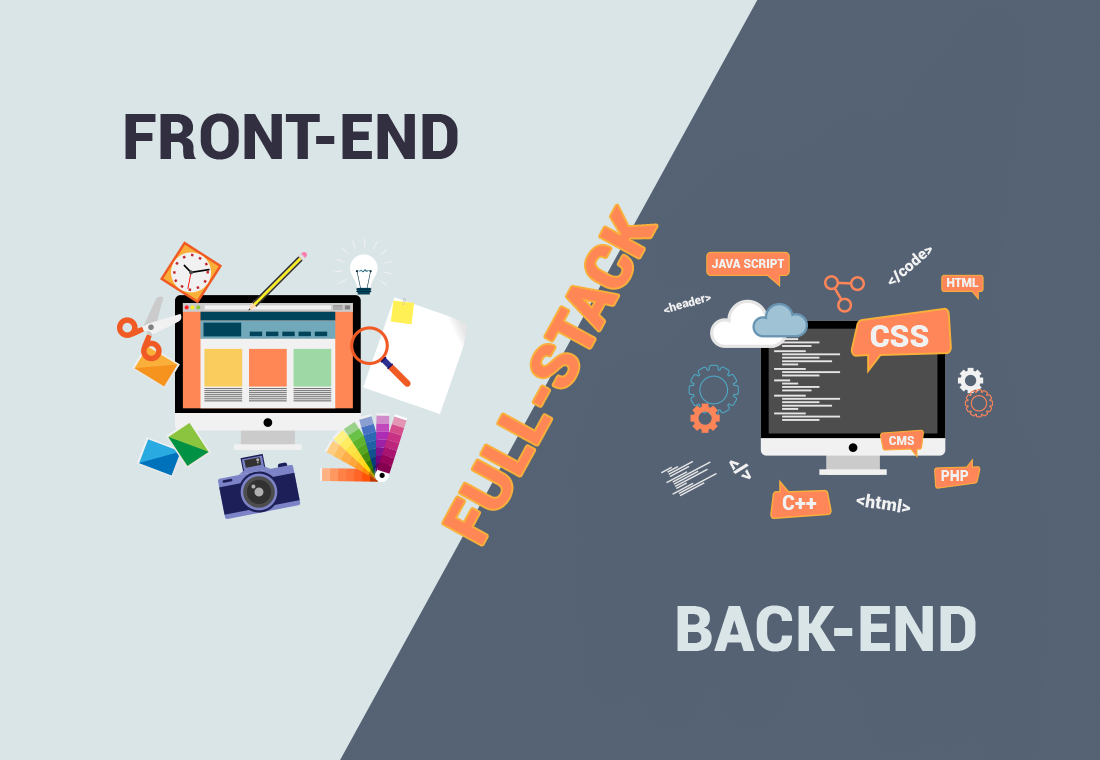 FRONT-END
FULL-STACK
JAVA SCRIPT
</code>
HTML
<header>
CSS
CMS
</>
PHP
C++
<html>
BACK-END